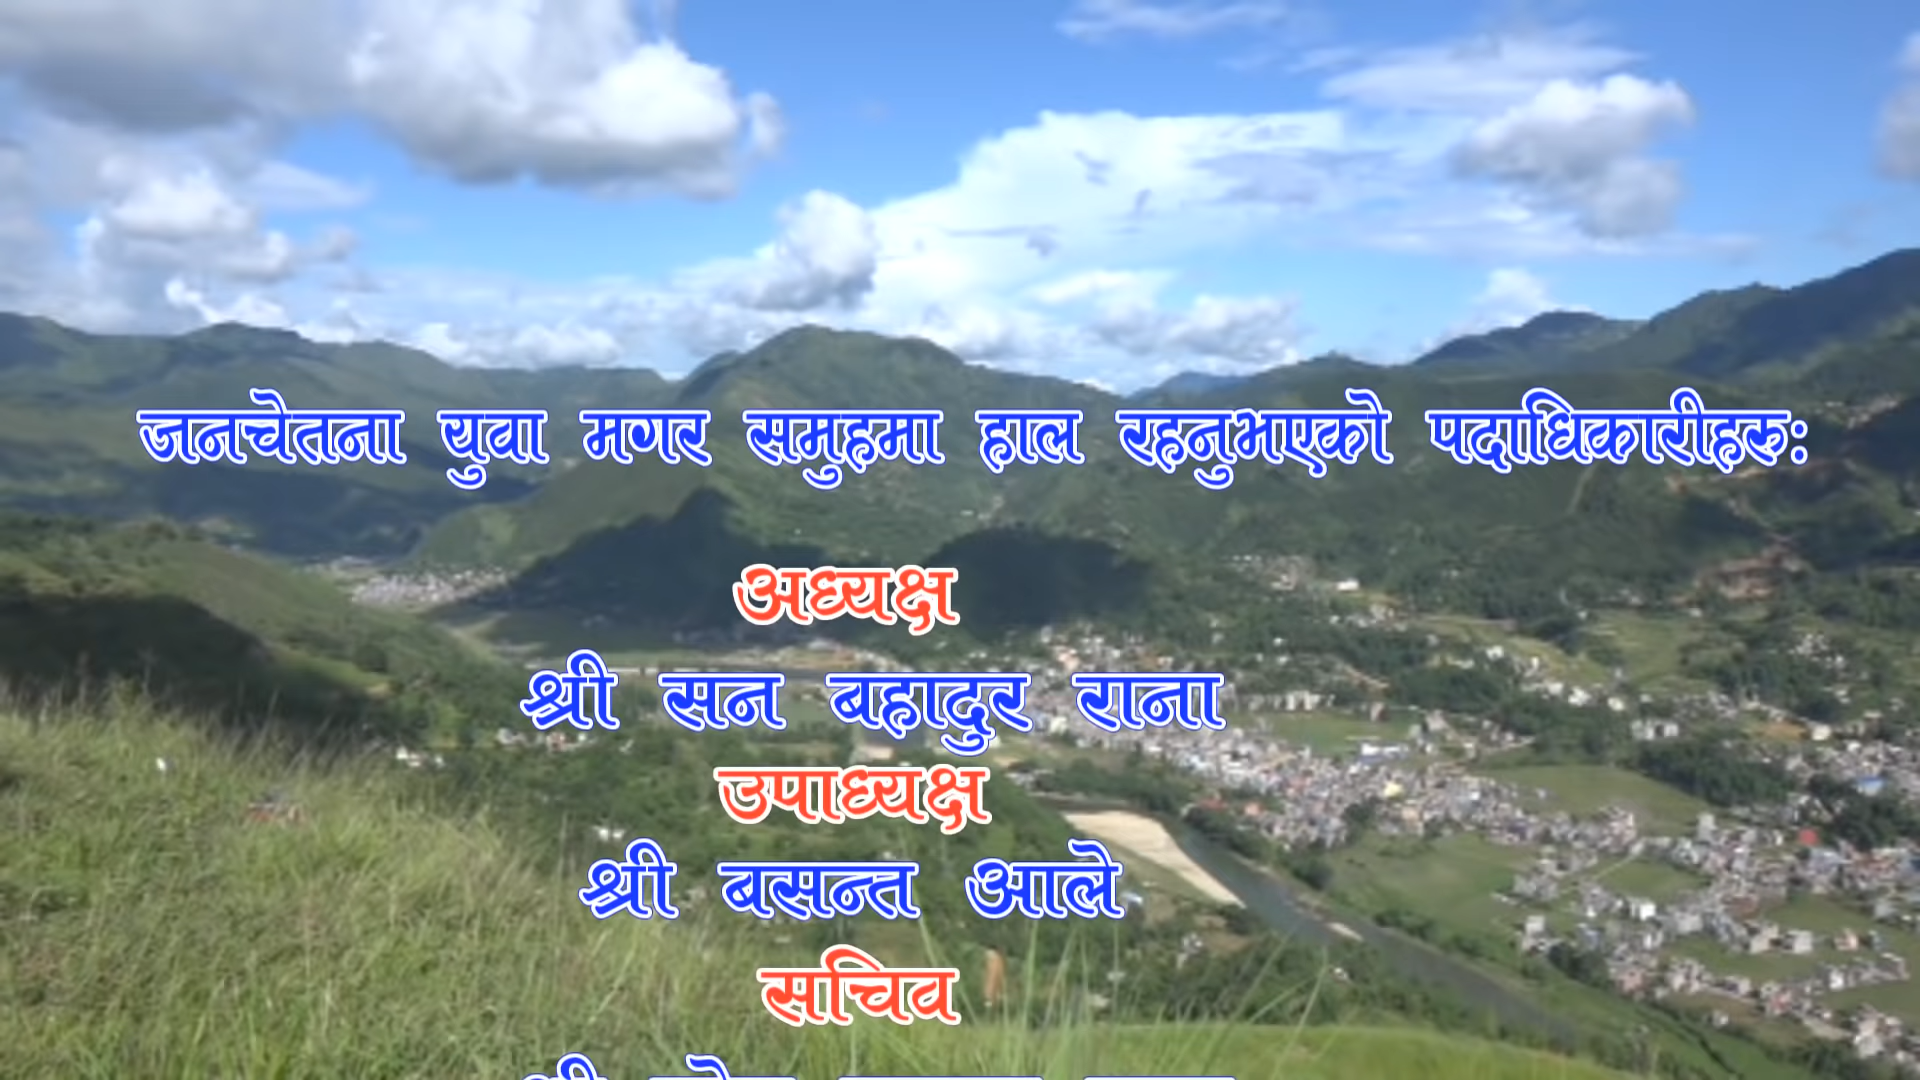 जनचेतना युवा मगर समुहमा हाल रहनुभएको पदाधिकारीहरुः
अध्यक्ष
श्री सन बहादुर राना
उपाध्यक्ष
श्री बसन्त आले
सचिव
श्री